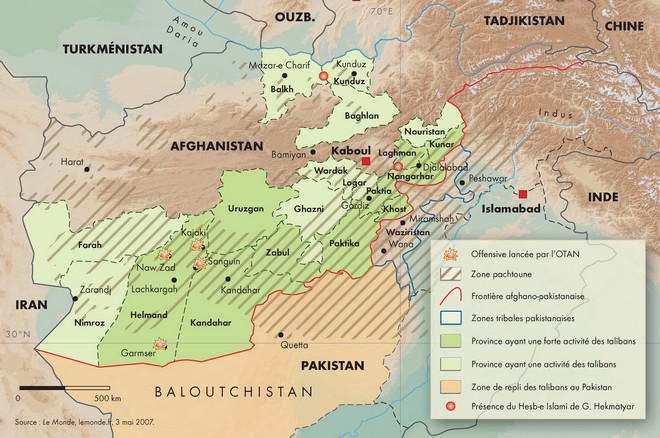 OUZB.
70°E
TADJIKISTAN
CHINE
TURKMÉNISTAN
Amou
Daria
Mazar-e Charif
Kunduz
Balkh
Kunduz
Baghlan
Indus
Nouristan
Kunar
AFGHANISTAN
Kaboul
Laghman
Bamiyan
Djalalabad
Harat
Wardak
Nangarhar
Peshawar
Logar
Paktia
INDE
Uruzgan
Gardiz
Islamabad
Ghazni
Khost
Miramshah
Kajaki
Waziristan
Farah
Paktika
Wana
Naw Zad
Sanguin
Zabul
Zarandj
Lachkargah
Kandahar
IRAN
Helmand
Nimroz
Kandahar
30°N
Quetta
Garmser
PAKISTAN
BALOUTCHISTAN
0
500 km
Source : Le Monde, lemonde.fr, 3 mai 2007.
Offensive lancée par l'OTAN
Zone pachtoune
Frontière afghano-pakistanaise
Zones tribales pakistanaises
Province ayant une forte activité des talibans
Province ayant une activité des talibans
Zone de repli des talibans au Pakistan
Présence du Hesb-e Islami de G. Hekmatyar